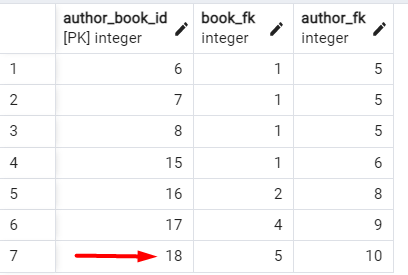 author_book_id book_fk author_fk
[PK] integer integer integer
1 6 1 5
2 7 1 5
3 8 1 5
4 15 1 6
5 16 2 8
6 17 4 9
7 18 5 10